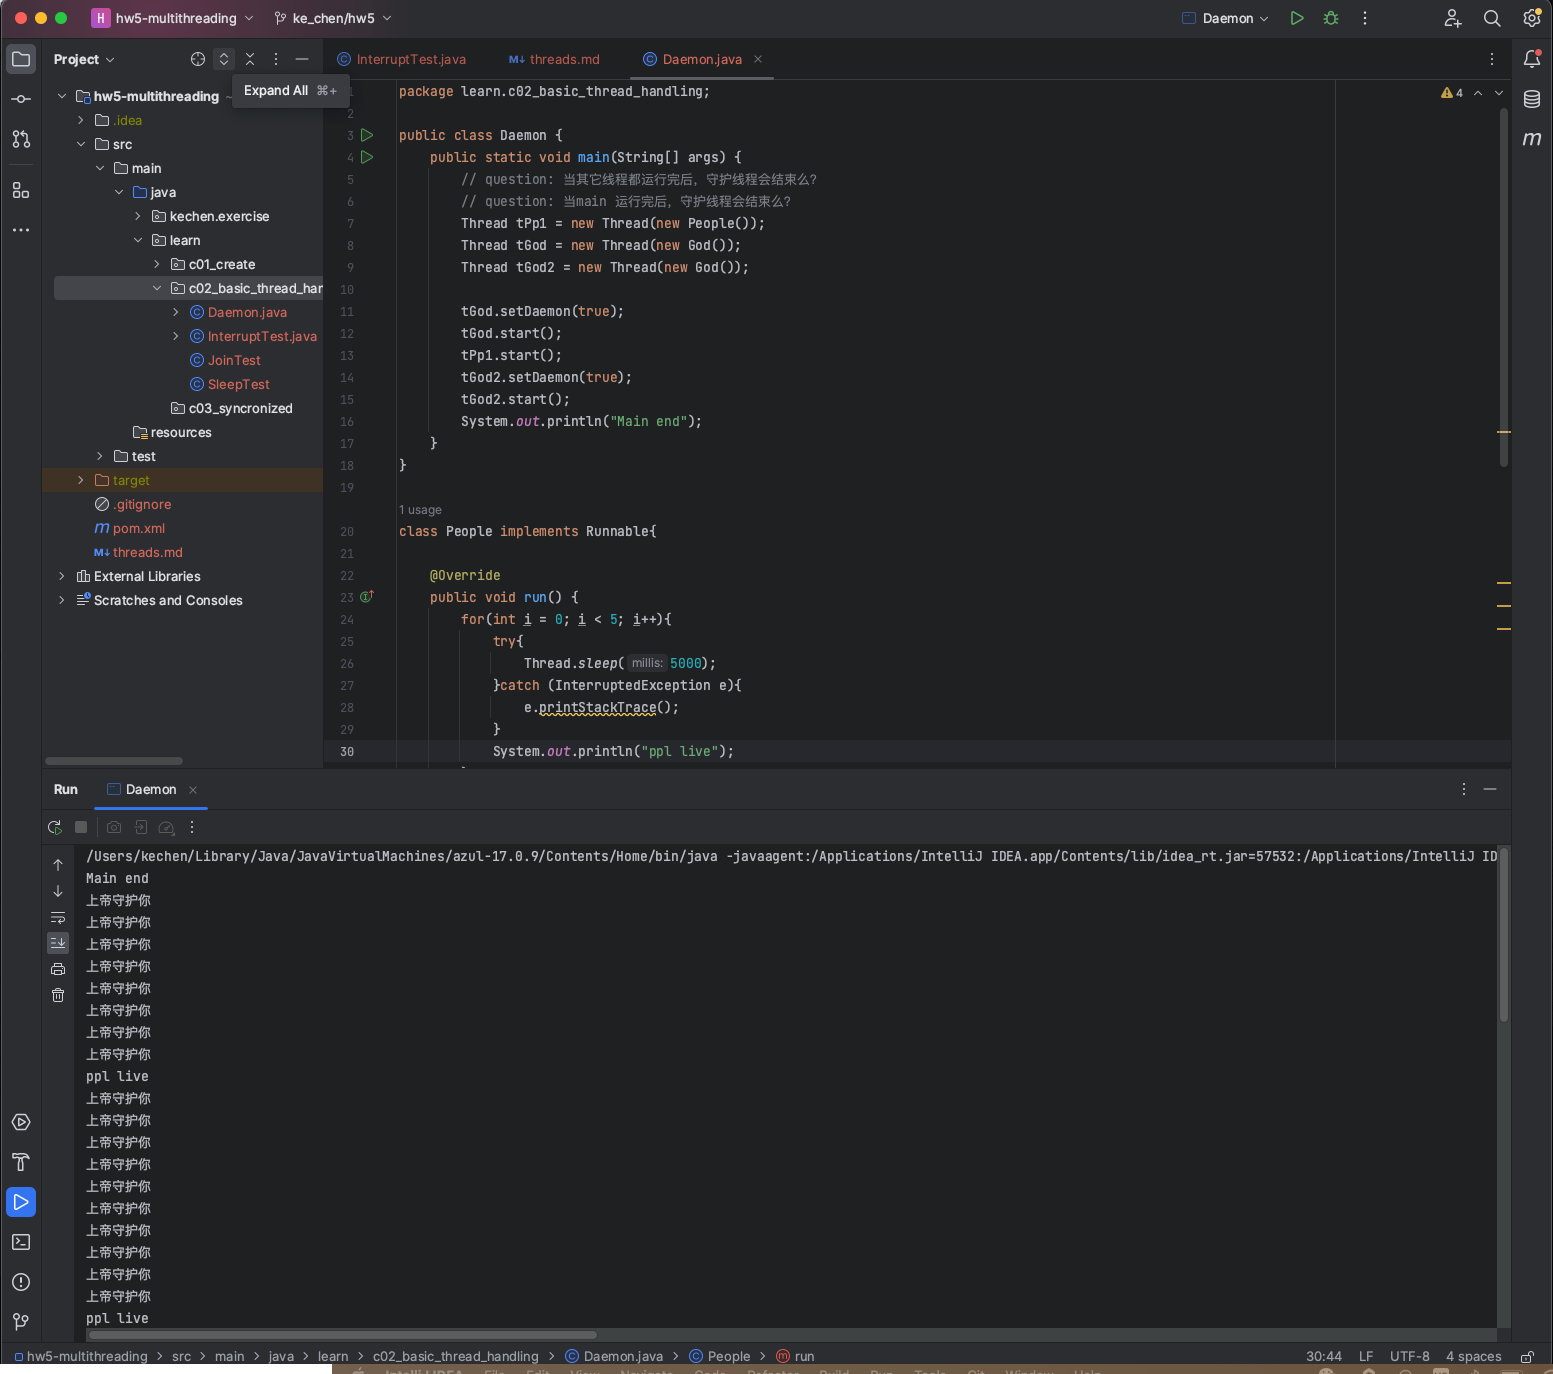 H hw5-multithreading
ke_chen/hw5
Daemon
Project
Expand All ⌘+
InterruptTest.java
threads.md
Daemon.java
hw5-multithreading
.idea
src
main
java
kechen.exercise
learn
c01_create
c02_basic_thread_har
Daemon.java
InterruptTest.java
JoinTest
SleepTest
c03_syncronized
resources
test
target
.gitignore
pom.xml
threads.md
External Libraries
Scratches and Consoles
4
1 package learn.c02_basic_thread_handling;
2
3 public class Daemon {
4 public static void main(String[] args) {
5 // question: 当其它线程都运行完后，守护线程会结束么?
6 // question: 当main 运行完后，守护线程会结束么?
7 Thread tPp1 = new Thread(new People());
8 Thread tGod = new Thread(new God());
9 Thread tGod2 = new Thread(new God());
10
11 tGod.setDaemon(true);
12 tGod.start();
13 tPp1.start();
14 tGod2.setDaemon(true);
15 tGod2.start();
16 System.out.println("Main end");
17 }
18 }
19
1 usage
20 class People implements Runnable{
21
22 @Override
23 public void run() {
24 for(int i = 0; i < 5; i++){
25 try{
26 Thread.sleep( millis: 5000);
27 }catch (InterruptedException e){
28 e.printStackTrace();
29 }
30 System.out.println("ppl live");
Run
Daemon
/Users/kechen/Library/Java/JavaVirtualMachines/azul-17.0.9/Contents/Home/bin/java -javaagent:/Applications/IntelliJ IDEA.app/Contents/lib/idea_rt.jar=57532:/Applications/IntelliJ ID
Main end
上帝守护你
上帝守护你
上帝守护你
上帝守护你
上帝守护你
上帝守护你
上帝守护你
上帝守护你
ppl live
上帝守护你
上帝守护你
上帝守护你
上帝守护你
上帝守护你
上帝守护你
上帝守护你
上帝守护你
上帝守护你
上帝守护你
ppl live
hw5-multithreading > src > main > java > learn > c02_basic_thread_handling > Daemon.java > People > run
30:44 LF UTF-8 4 spaces